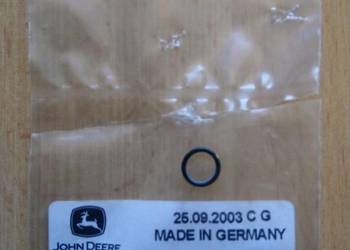 25.09.2003 C G
MADE IN GERMANY
JOHN DEERE